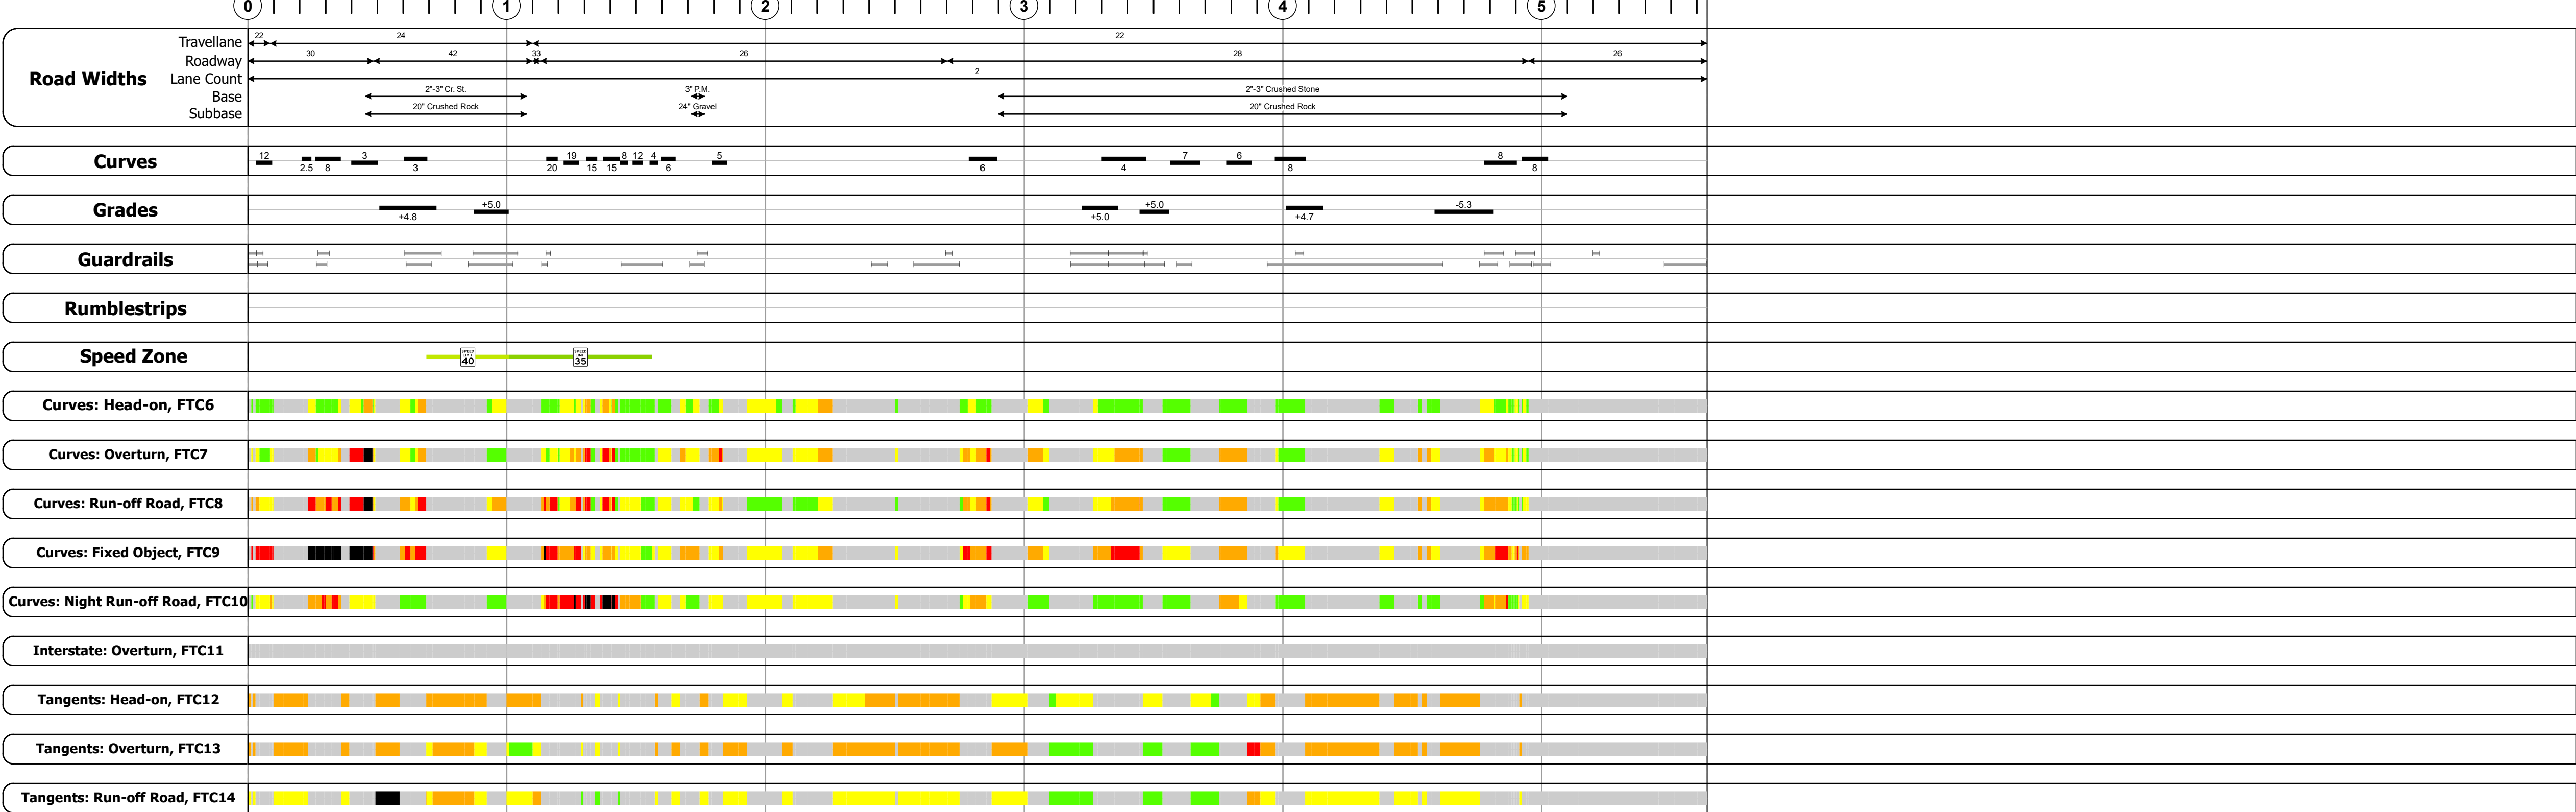 0 1 2 3 4 5
22 24 22
Travellane
30 42 33 26 28 26
Roadway
Road Widths
Lane Count 2
Base 2"-3" Cr. St. 3" P.M. 2"-3" Crushed Stone
Subbase 20" Crushed Rock 24" Gravel 20" Crushed Rock
12 3 19 8 12 4 5 7 6 8
Curves
2.5 8 3 20 15 15 6 6 4 8 8
+5.0 +5.0 -5.3
Grades
+4.8 +5.0 +4.7
Guardrails
Rumblestrips
Speed Zone
SPEED LIMIT 40
SPEED LIMIT 35
Curves: Head-on, FTC6
Curves: Overturn, FTC7
Curves: Run-off Road, FTC8
Curves: Fixed Object, FTC9
Curves: Night Run-off Road, FTC10
Interstate: Overturn, FTC11
Tangents: Head-on, FTC12
Tangents: Overturn, FTC13
Tangents: Run-off Road, FTC14